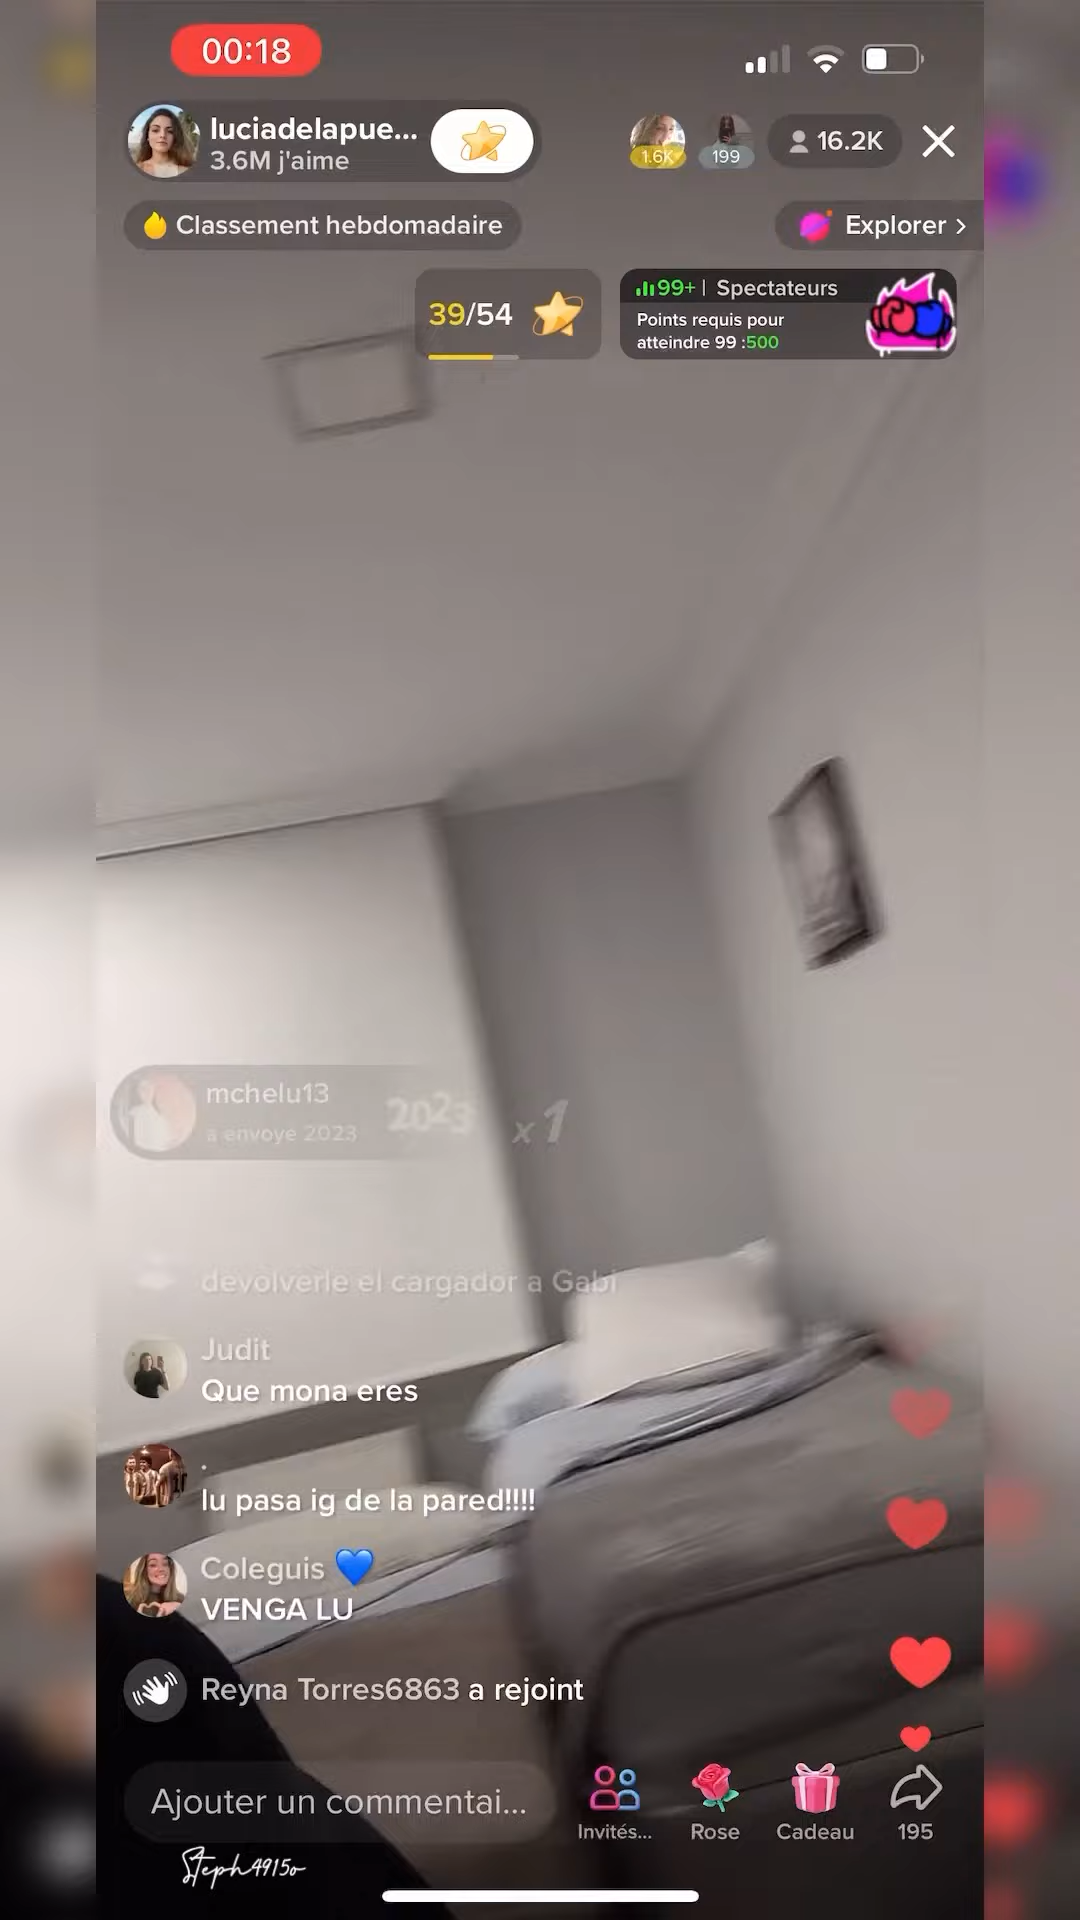 00:18
luciadelapue...
3.6M j'aime
1.6K
199
16.2K
Classement hebdomadaire
Explorer >
39/54
99+ | Spectateurs
Points requis pour
atteindre 99 :500
mchelu13
a envoyé 2023
2023 x1
devolverle el cargador a Gabi
Judit
Que mona eres
.
lu pasa ig de la pared!!!!
Coleguis 💙
VENGA LU
Reyna Torres6863 a rejoint
Ajouter un commentai...
Invités...
Rose
Cadeau
195
Steph4915o